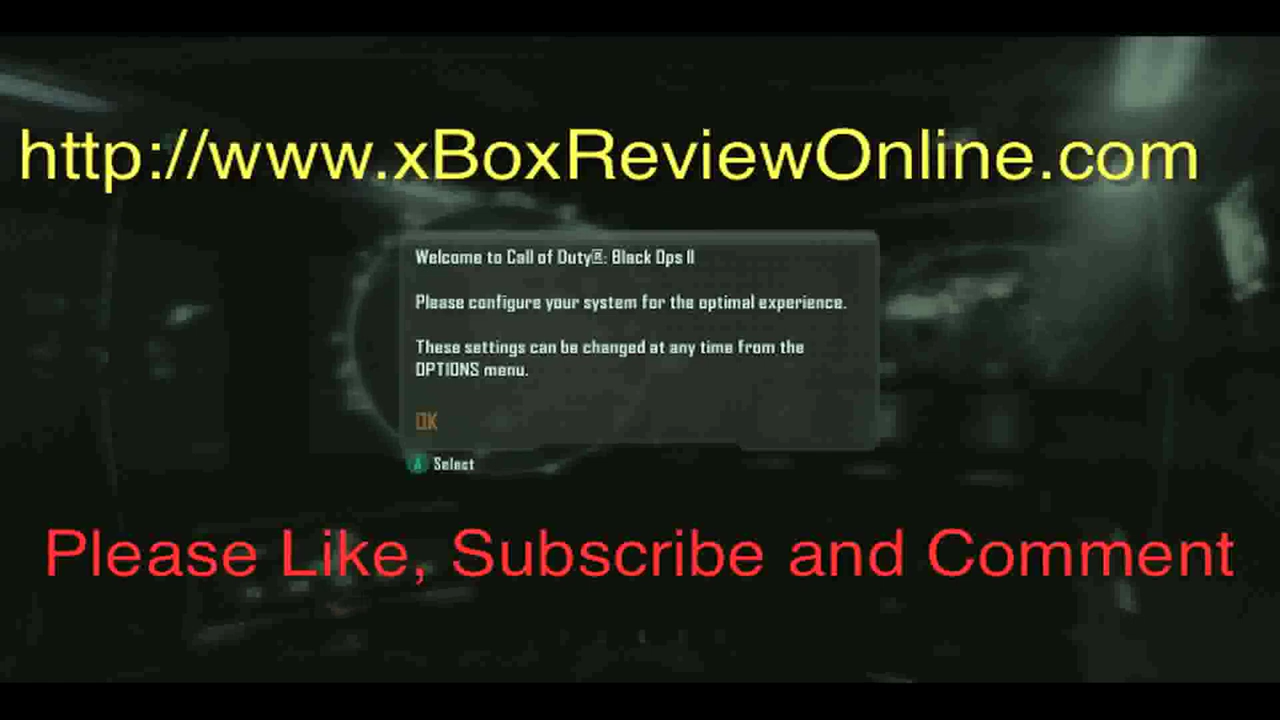 http://www.xBoxReviewOnline.com
Welcome to Call of Duty®: Black Ops II
Please configure your system for the optimal experience.
These settings can be changed at any time from the
OPTIONS menu.
OK
A Select
Please Like, Subscribe and Comment